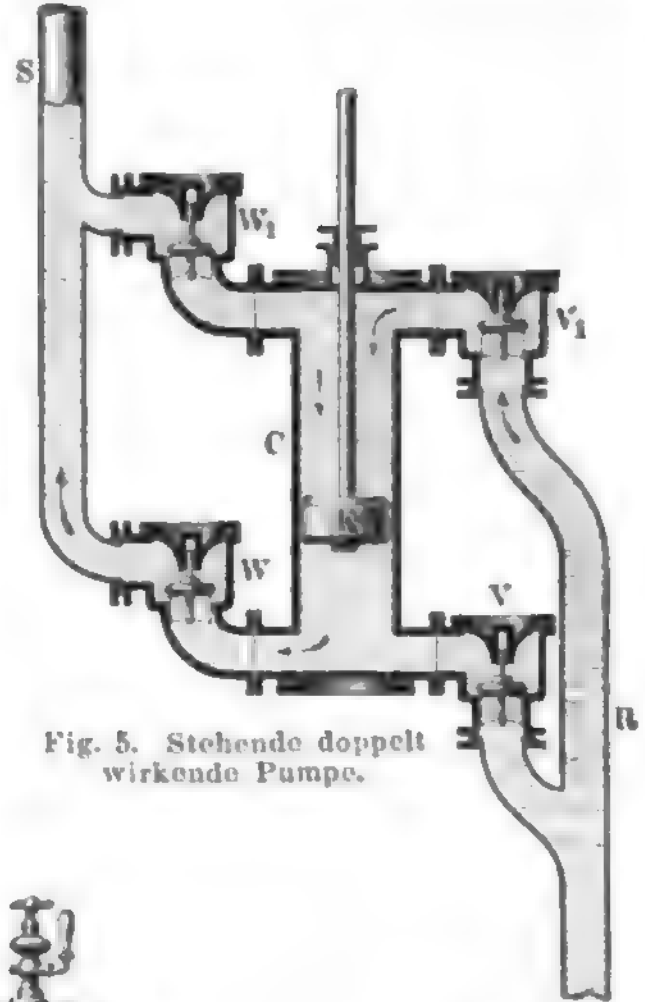 S
W₁
V₁
C
K
W
V
R
Fig. 5. Stehende doppelt
wirkende Pumpe.